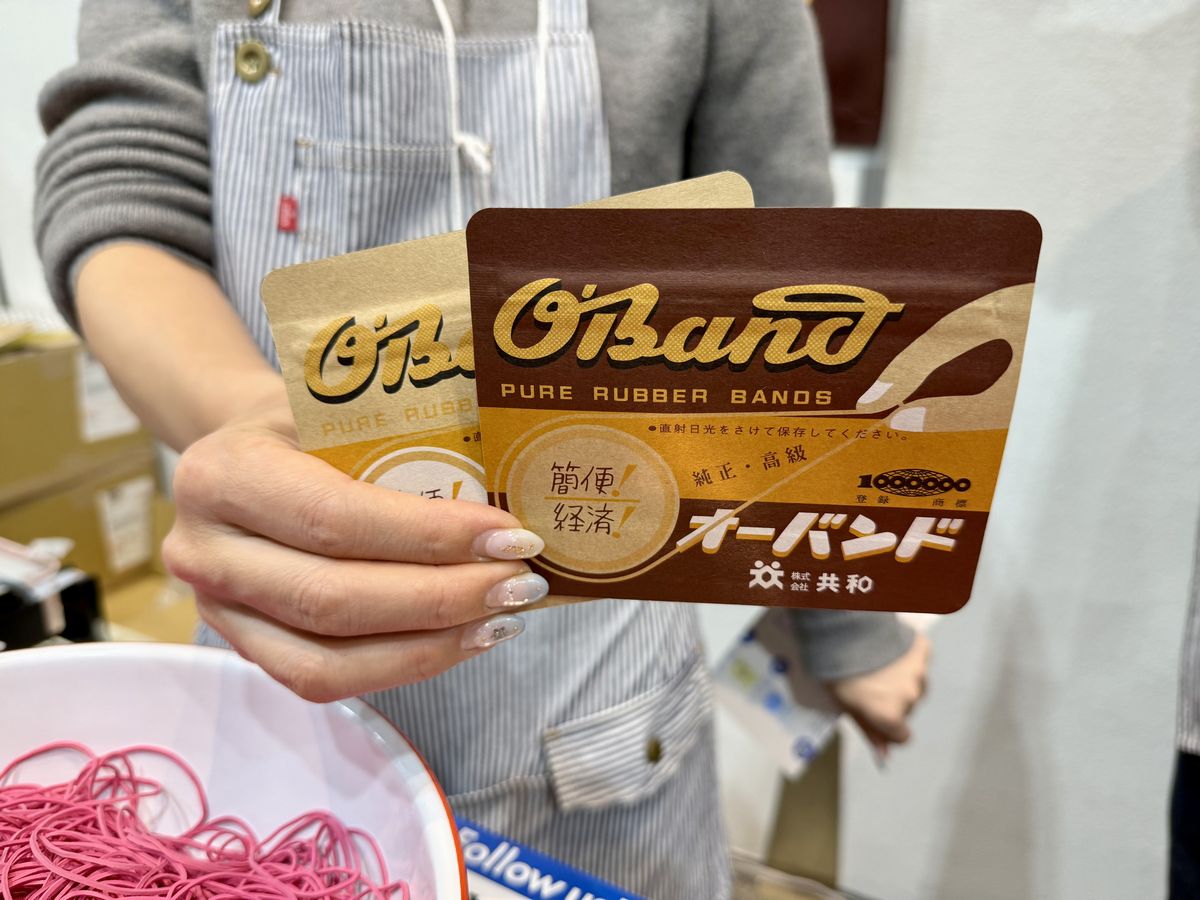 O'Band
PURE RUBBER BANDS
●直射日光をさけて保存してください。
純正・高級
簡便!
経済!
1000000
登録 商標
オーバンド
株式
会社 共和
O'B
PURE RUBB
●直
便!
follow u